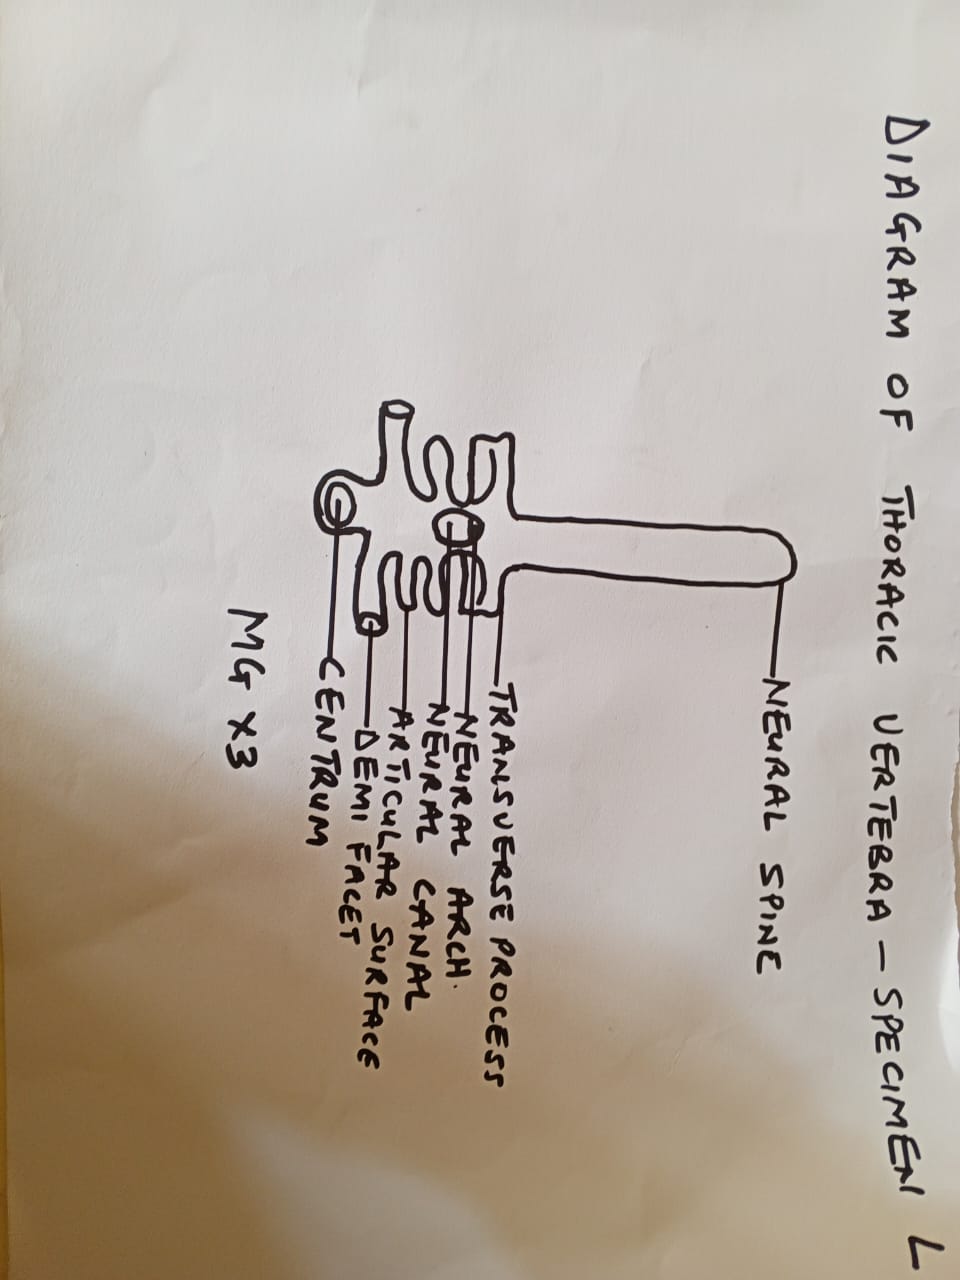 DIAGRAM OF THORACIC VERTEBRA - SPECIMEN L
NEURAL SPINE
TRANSVERSE PROCESS
NEURAL ARCH.
NEURAL CANAL
ARTICULAR SURFACE
DEMI FACET
CENTRUM
MG X3